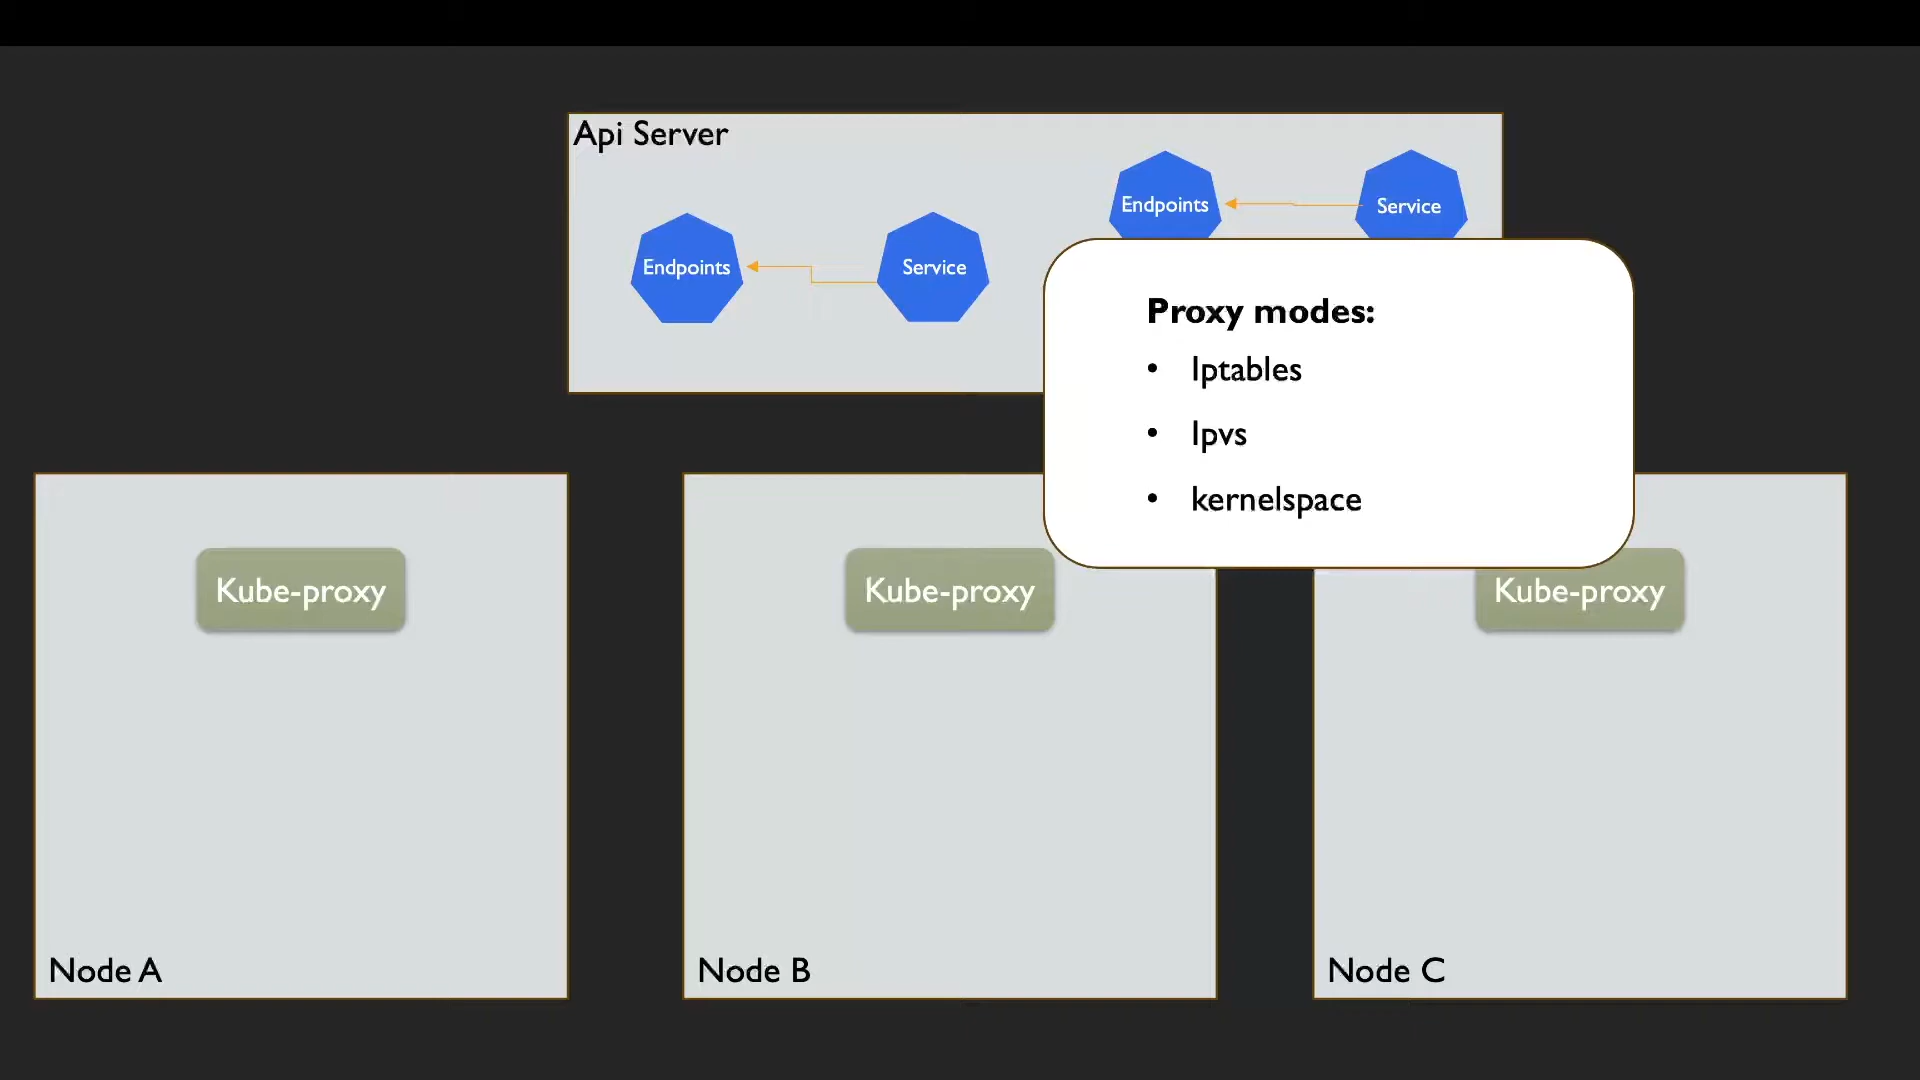 Api Server
Endpoints
Service
Endpoints
Service
Proxy modes:
• Iptables
• Ipvs
• kernelspace
Kube-proxy
Kube-proxy
Kube-proxy
Node A
Node B
Node C